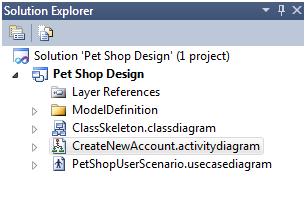 Solution Explorer
Solution 'Pet Shop Design' (1 project)
Pet Shop Design
Layer References
ModelDefinition
ClassSkeleton.classdiagram
CreateNewAccount.activitydiagram
PetShopUserScenario.usecasediagram